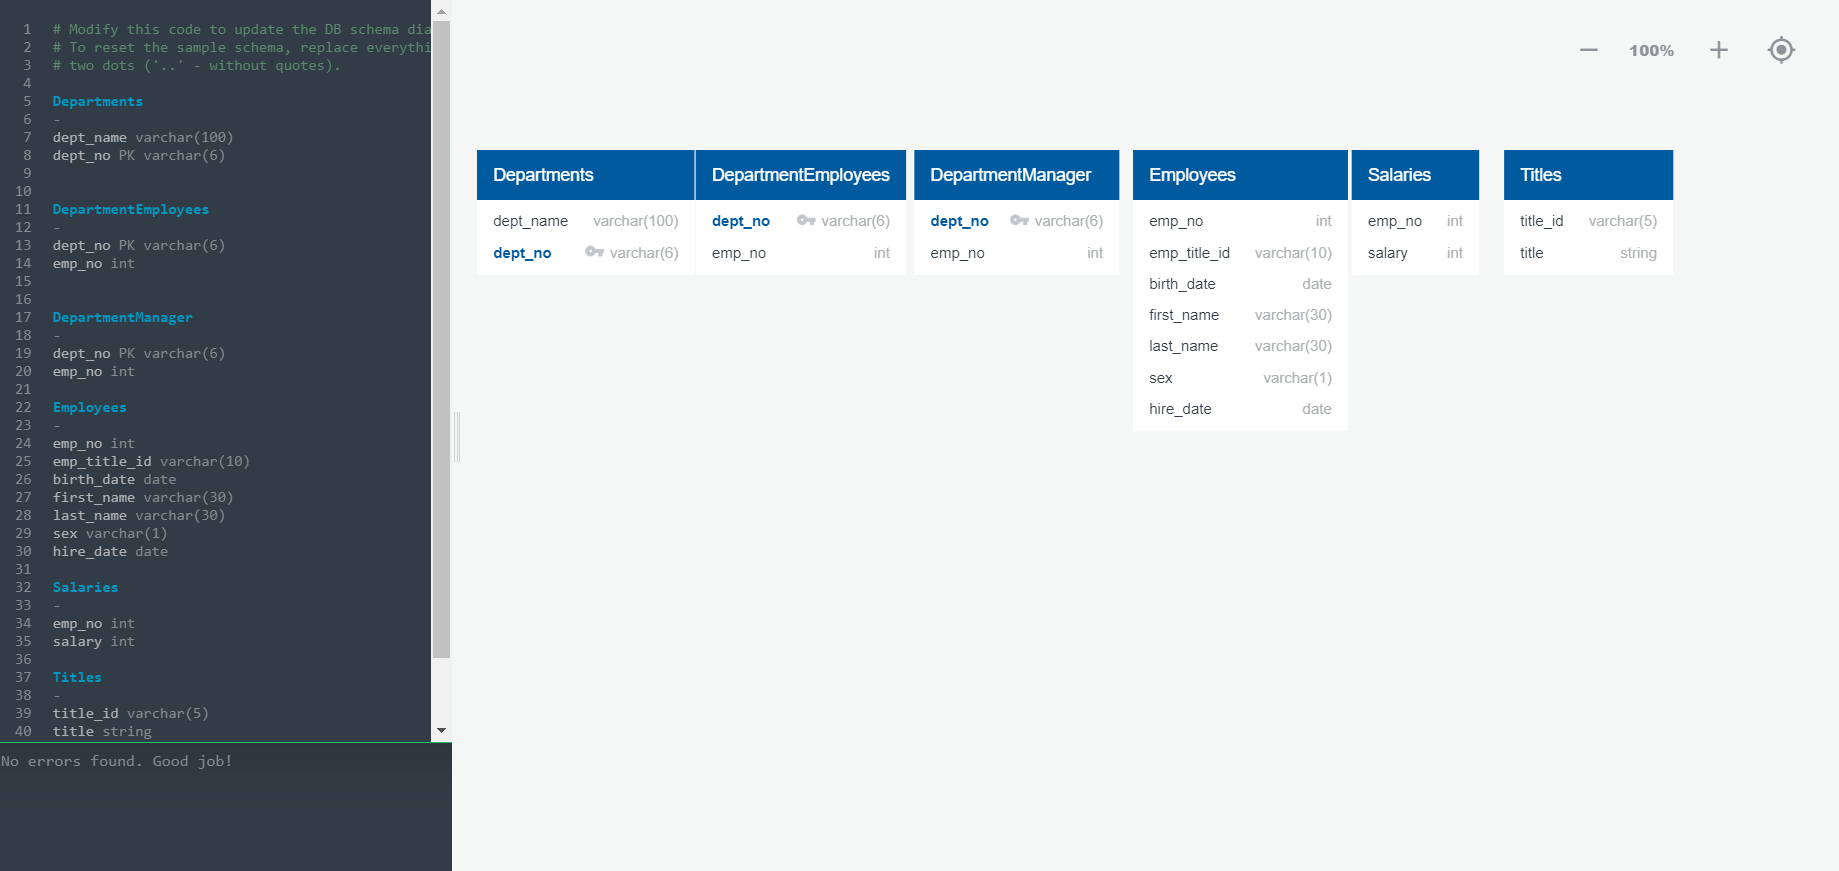 1 # Modify this code to update the DB schema dia
2 # To reset the sample schema, replace everythi
3 # two dots ('..' - without quotes).
4
5 Departments
6 -
7 dept_name varchar(100)
8 dept_no PK varchar(6)
9
10
11 DepartmentEmployees
12 -
13 dept_no PK varchar(6)
14 emp_no int
15
16
17 DepartmentManager
18 -
19 dept_no PK varchar(6)
20 emp_no int
21
22 Employees
23 -
24 emp_no int
25 emp_title_id varchar(10)
26 birth_date date
27 first_name varchar(30)
28 last_name varchar(30)
29 sex varchar(1)
30 hire_date date
31
32 Salaries
33 -
34 emp_no int
35 salary int
36
37 Titles
38 -
39 title_id varchar(5)
40 title string
No errors found. Good job!
100%
Departments
dept_name varchar(100)
dept_no varchar(6)
DepartmentEmployees
dept_no varchar(6)
emp_no int
DepartmentManager
dept_no varchar(6)
emp_no int
Employees
emp_no int
emp_title_id varchar(10)
birth_date date
first_name varchar(30)
last_name varchar(30)
sex varchar(1)
hire_date date
Salaries
emp_no int
salary int
Titles
title_id varchar(5)
title string